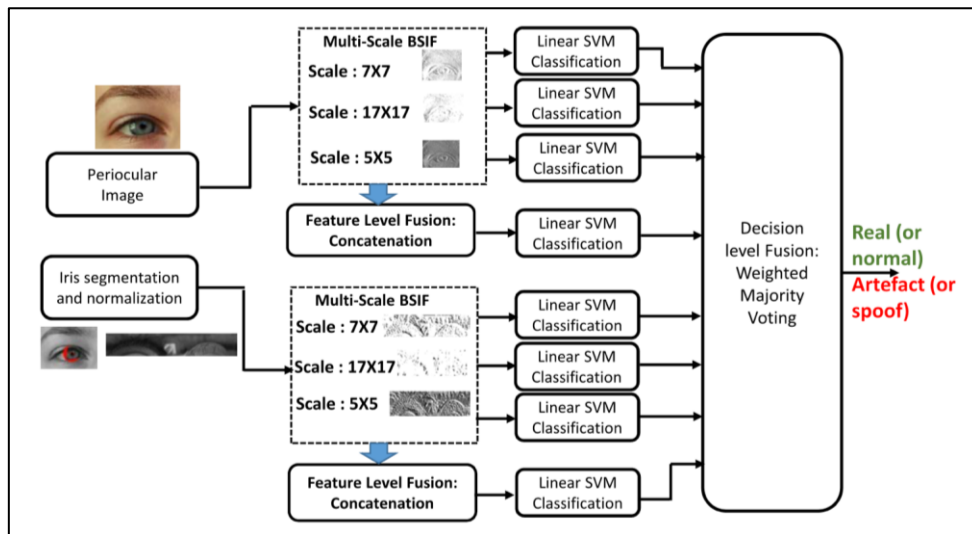 Multi-Scale BSIF
Scale : 7X7
Scale : 17X17
Scale : 5X5
Linear SVM
Classification
Linear SVM
Classification
Linear SVM
Classification
Periocular
Image
Feature Level Fusion:
Concatenation
Linear SVM
Classification
Iris segmentation
and normalization
Multi-Scale BSIF
Scale : 7X7
Scale : 17X17
Scale : 5X5
Linear SVM
Classification
Linear SVM
Classification
Linear SVM
Classification
Feature Level Fusion:
Concatenation
Linear SVM
Classification
Decision
level Fusion:
Weighted
Majority
Voting
Real (or
normal)
Artefact (or
spoof)